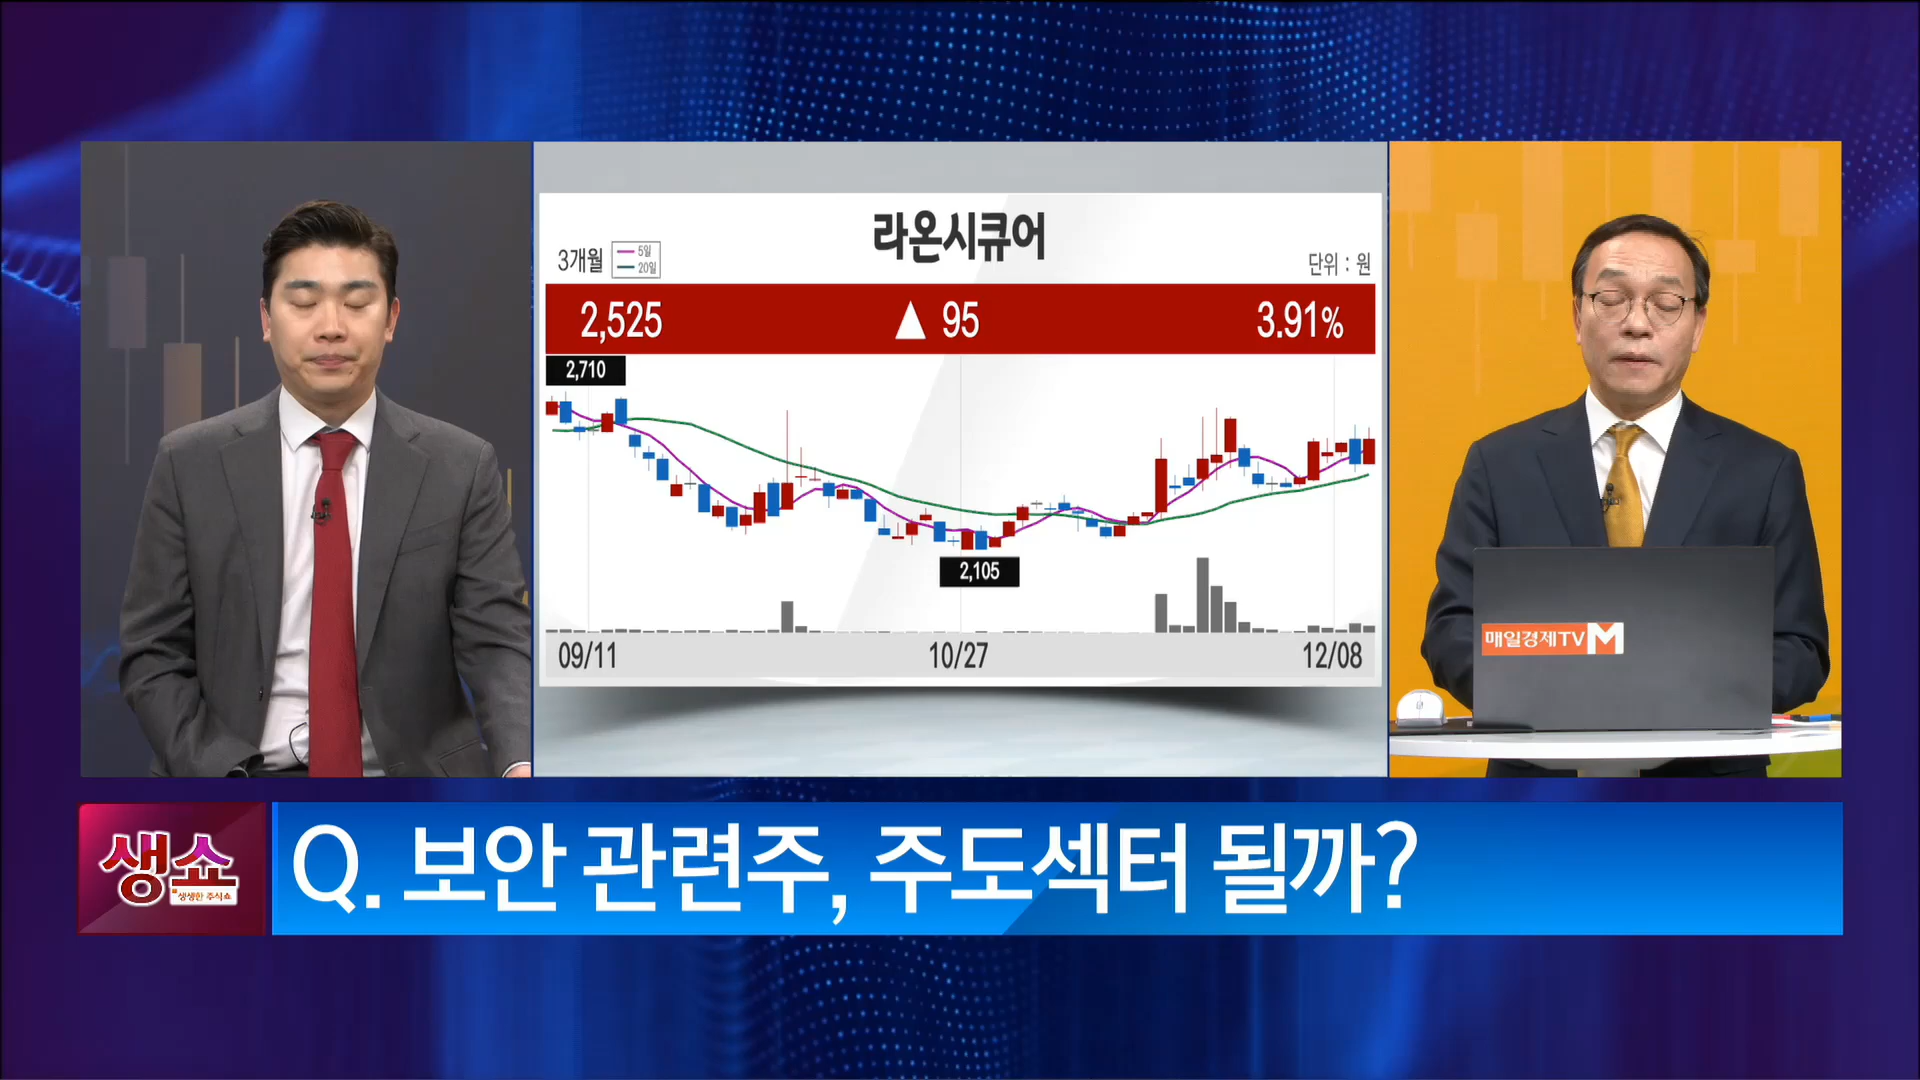 라온시큐어
3개월
5일
20일
단위 : 원
2,525 ▲ 95 3.91%
2,710
2,105
09/11 10/27 12/08
매일경제TV M
생쇼
생생한 주식쇼
Q. 보안 관련주, 주도섹터 될까?